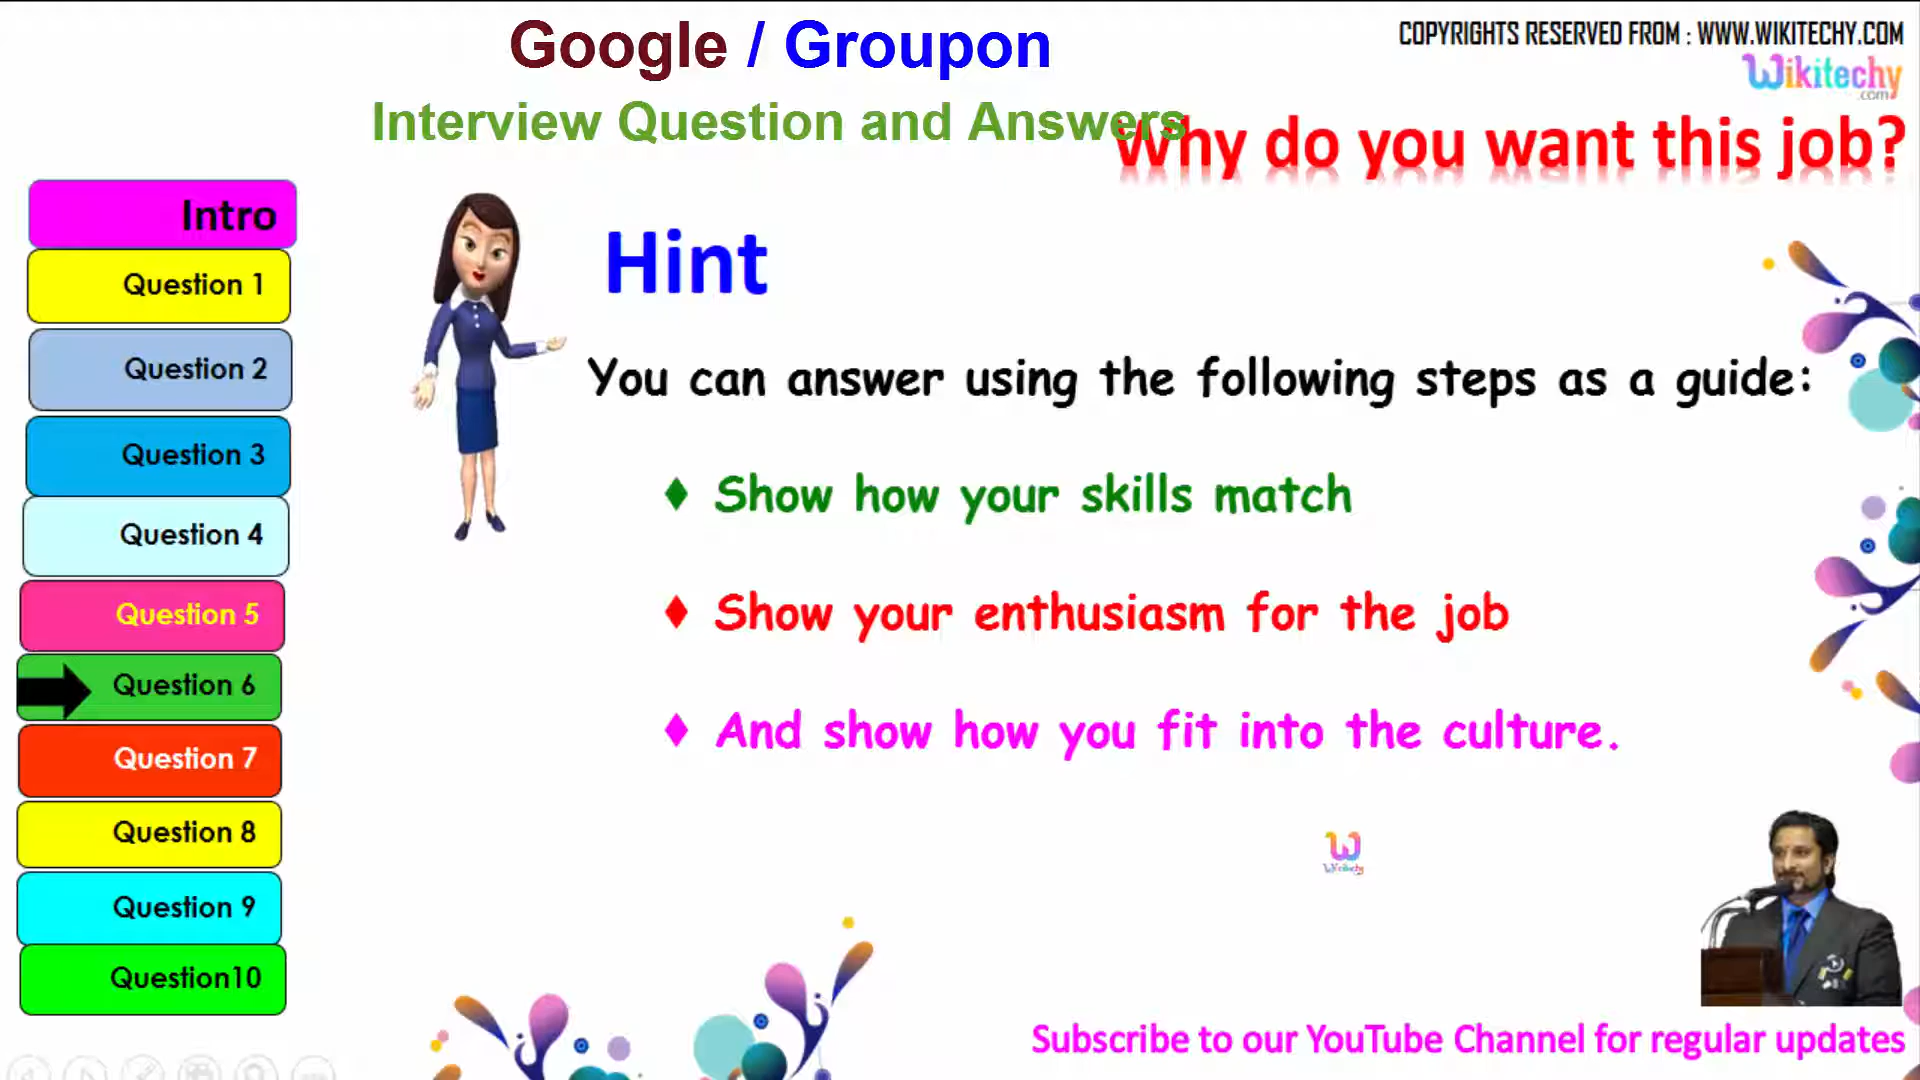 Google / Groupon
COPYRIGHTS RESERVED FROM : WWW.WIKITECHY.COM
Wikitechy
.com
Interview Question and Answers
Why do you want this job?
Intro
Question 1
Question 2
Question 3
Question 4
Question 5
Question 6
Question 7
Question 8
Question 9
Question10
Hint
You can answer using the following steps as a guide:
♦ Show how your skills match
♦ Show your enthusiasm for the job
♦ And show how you fit into the culture.
W
Wikitechy
Subscribe to our YouTube Channel for regular updates